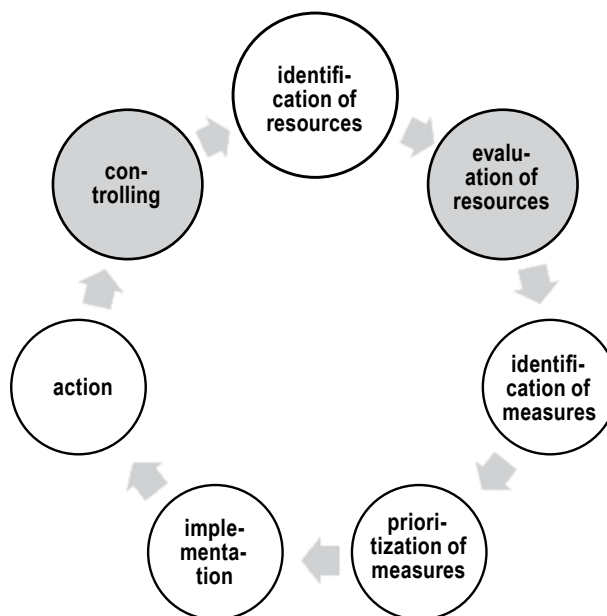 identifi-
cation of
resources
evalu-
ation of
resources
identifi-
cation of
measures
priori-
tization of
measures
imple-
menta-
tion
action
con-
trolling